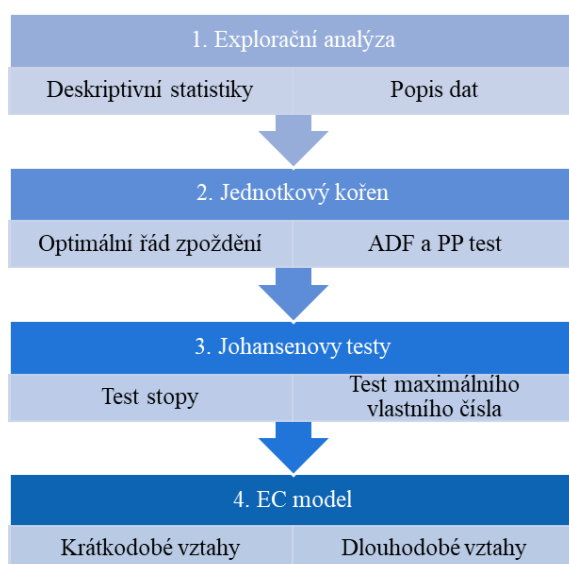 1. Explorační analýza
Deskriptivní statistiky
Popis dat
2. Jednotkový kořen
Optimální řád zpoždění
ADF a PP test
3. Johansenovy testy
Test stopy
Test maximálního
vlastního čísla
4. EC model
Krátkodobé vztahy
Dlouhodobé vztahy